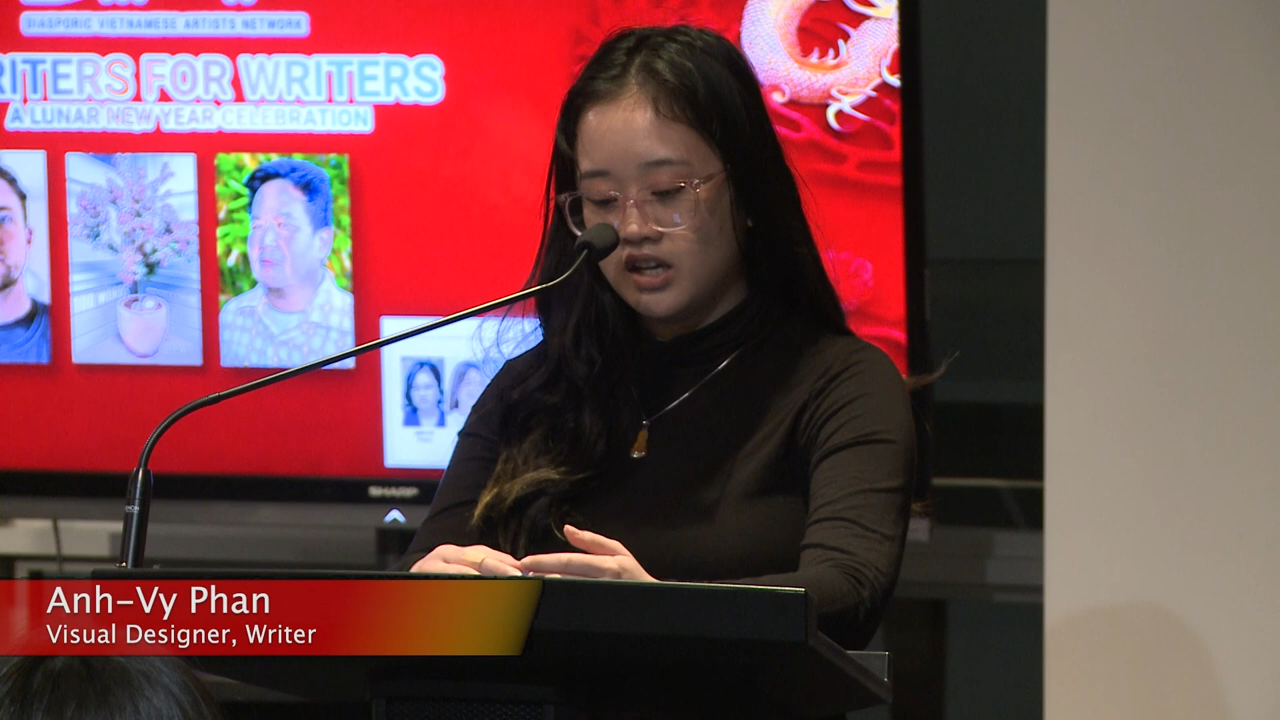 DIASPORIC VIETNAMESE ARTISTS NETWORK
RITERS FOR WRITERS
A LUNAR NEW YEAR CELEBRATION
SHARP
Anh-Vy Phan
Visual Designer, Writer